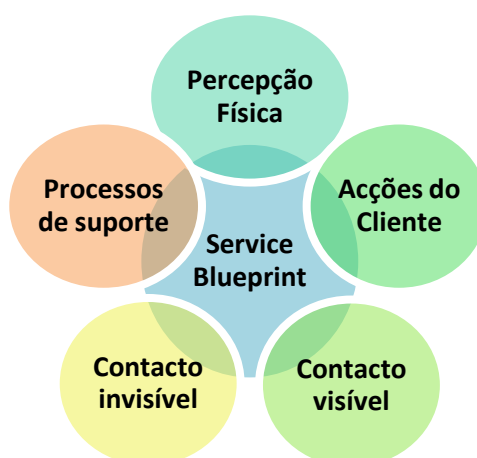 Percepção
Física
Processos
de suporte
Acções do
Cliente
Service
Blueprint
Contacto
invisível
Contacto
visível